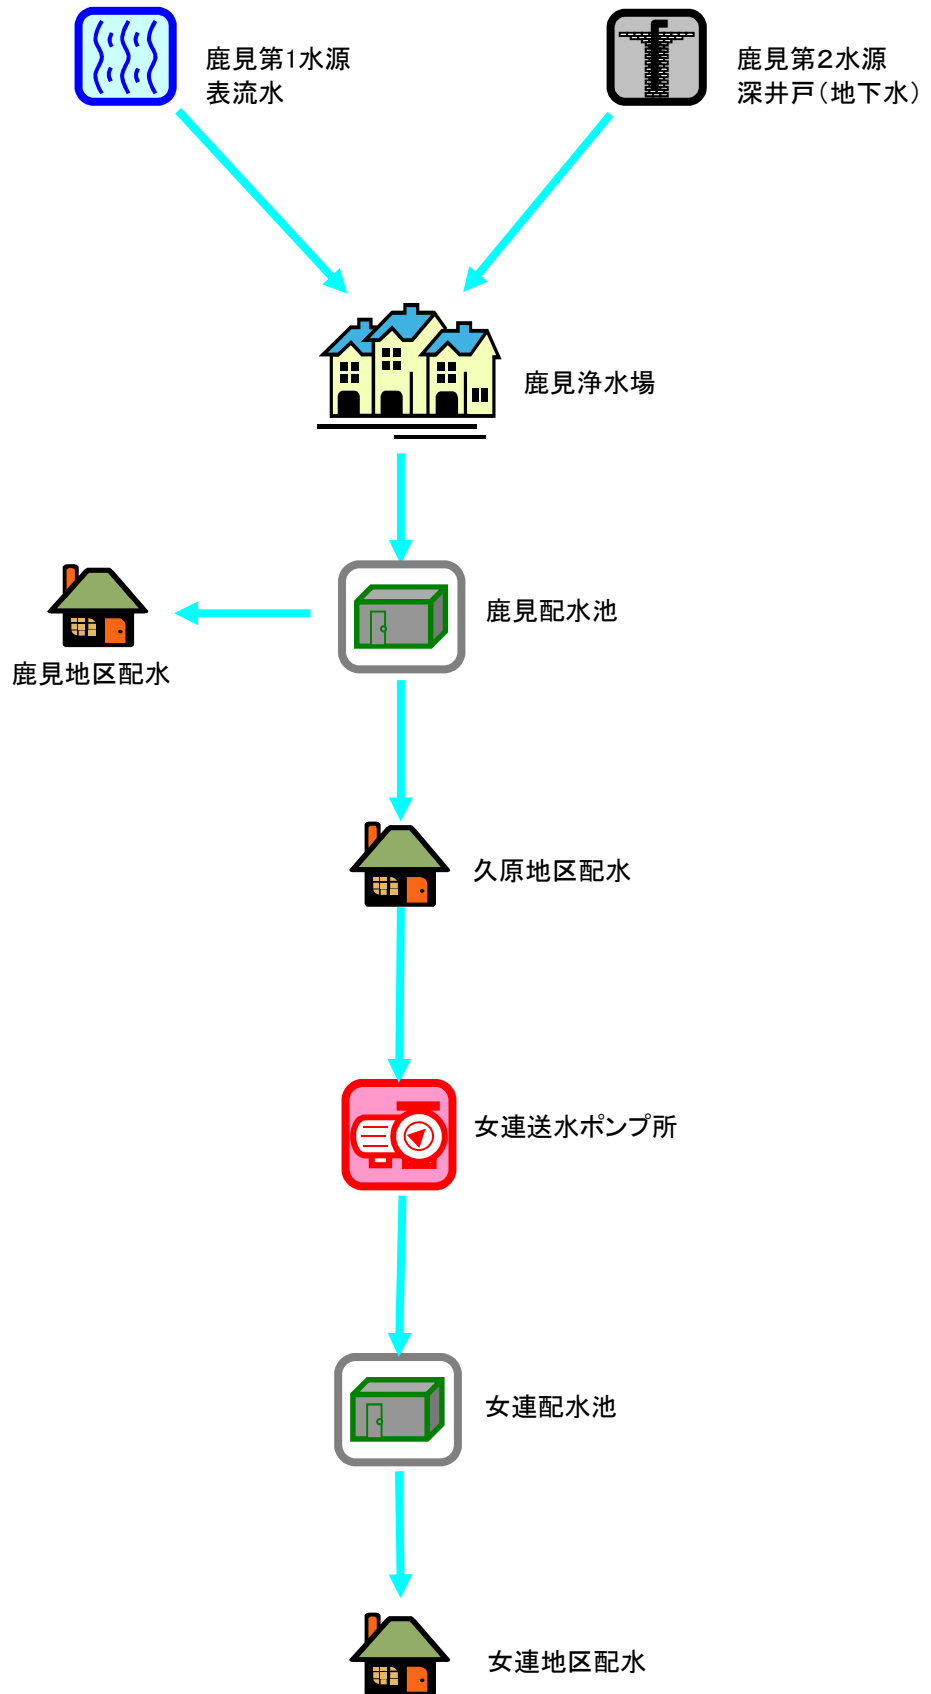 鹿見第1水源
表流水
鹿見第2水源
深井戸(地下水)
鹿見浄水場
鹿見配水池
鹿見地区配水
久原地区配水
女連送水ポンプ所
女連配水池
女連地区配水